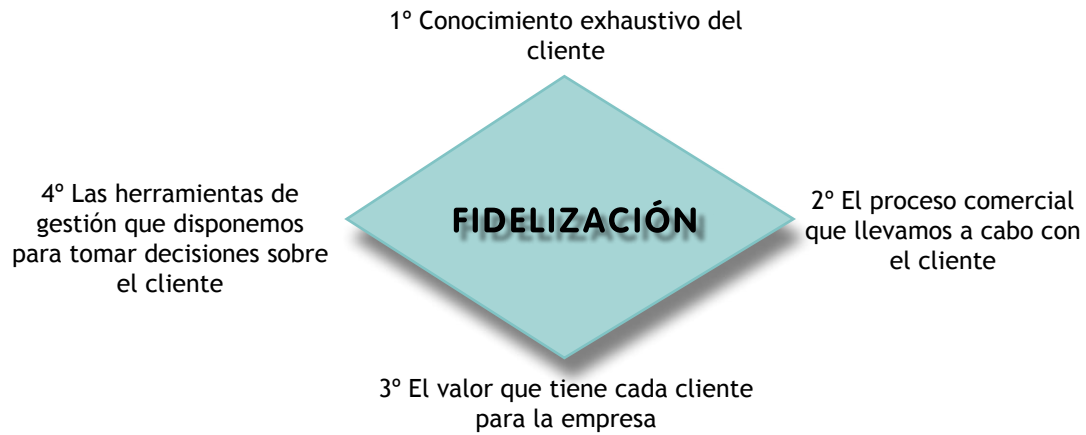 1º Conocimiento exhaustivo del
cliente
4º Las herramientas de
gestión que disponemos
para tomar decisiones sobre
el cliente
FIDELIZACIÓN
2º El proceso comercial
que llevamos a cabo con
el cliente
3º El valor que tiene cada cliente
para la empresa